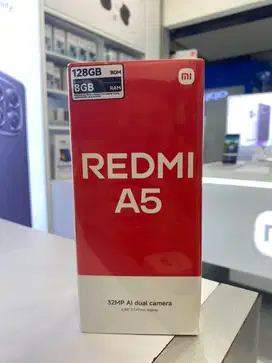 128GB ROM
8GB RAM
mi
REDMI
A5
32MP AI dual camera